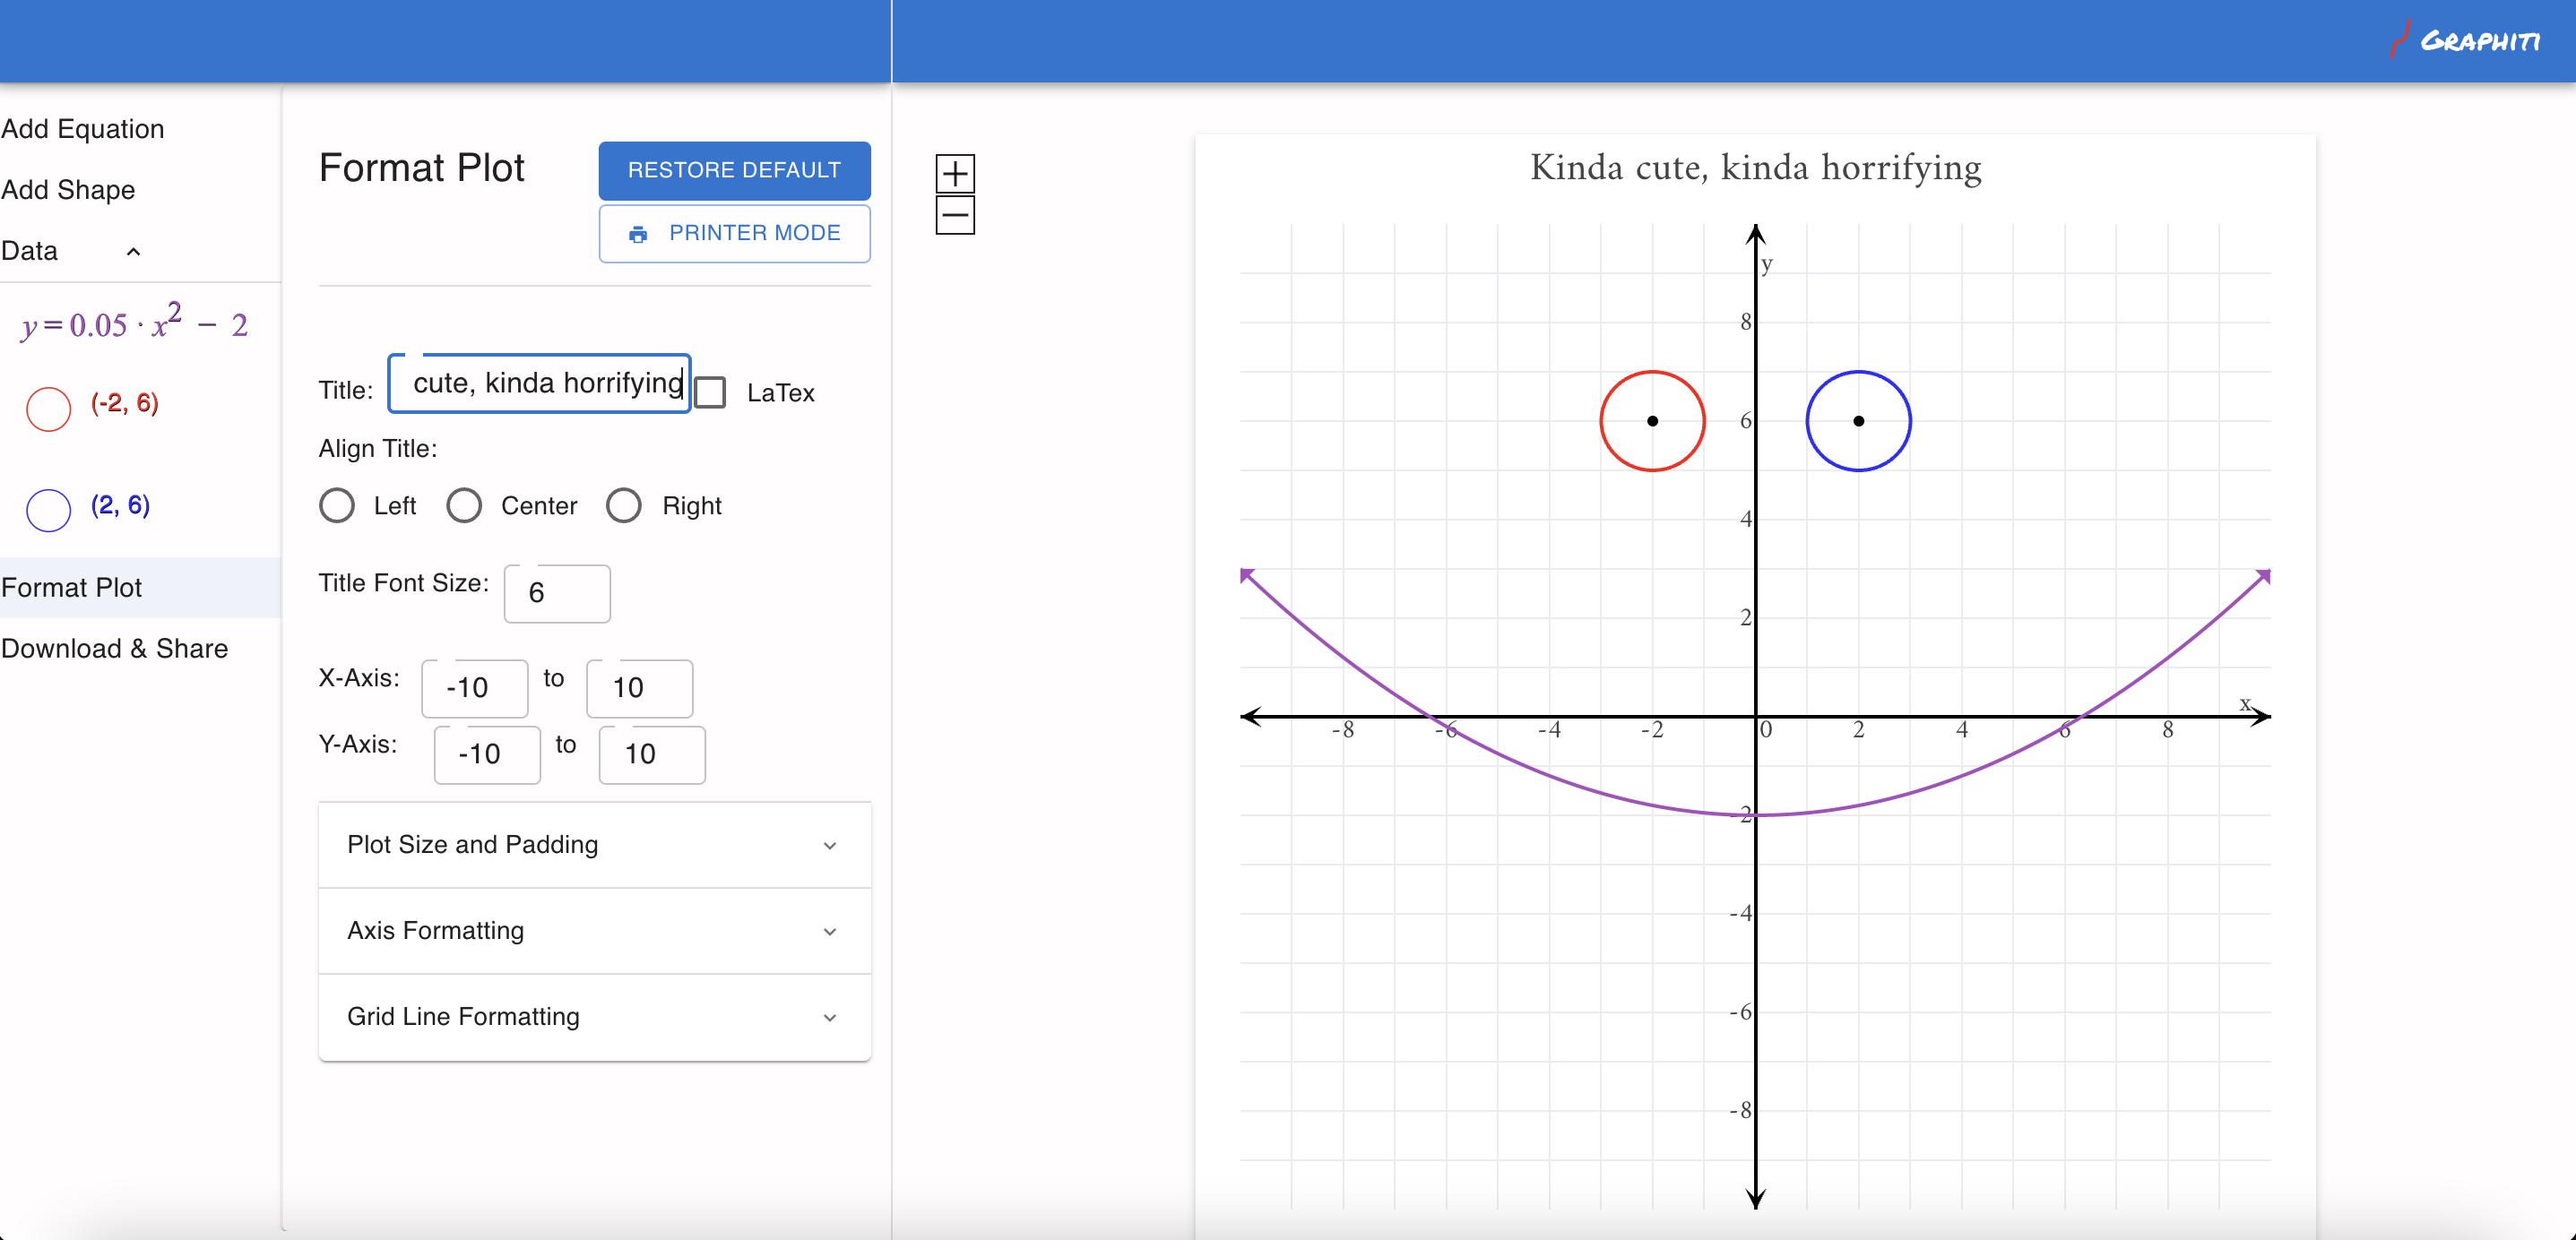 GRAPHITI
Add Equation
Add Shape
Data
y = 0.05 · x² − 2
(-2, 6)
(2, 6)
Format Plot
Download & Share
Format Plot
RESTORE DEFAULT
PRINTER MODE
Title: cute, kinda horrifying LaTex
Align Title:
Left Center Right
Title Font Size: 6
X-Axis: -10 to 10
Y-Axis: -10 to 10
Plot Size and Padding
Axis Formatting
Grid Line Formatting
Kinda cute, kinda horrifying
y
8
6
4
2
x
-8 -6 -4 -2 0 2 4 6 8
-2
-4
-6
-8